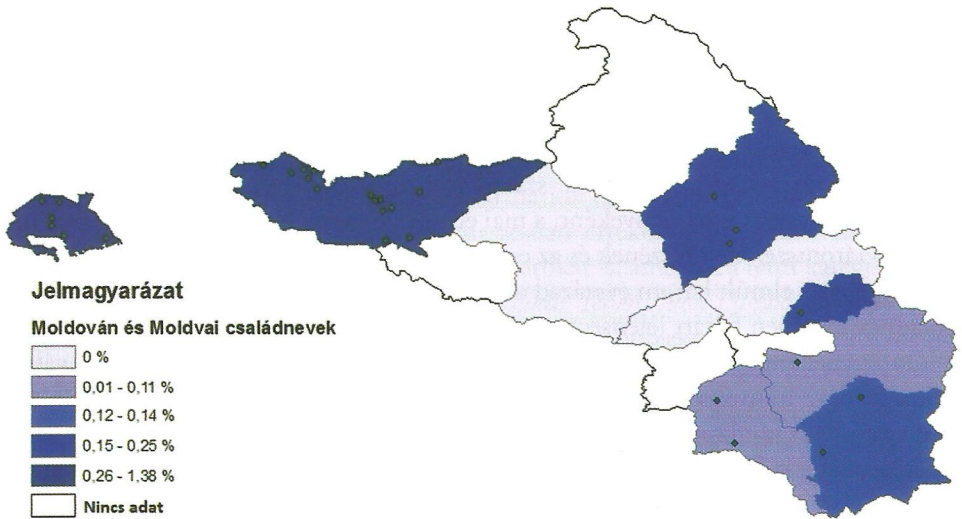 Jelmagyarázat
Moldován és Moldvai családnevek
0 %
0,01 - 0,11 %
0,12 - 0,14 %
0,15 - 0,25 %
0,26 - 1,38 %
Nincs adat